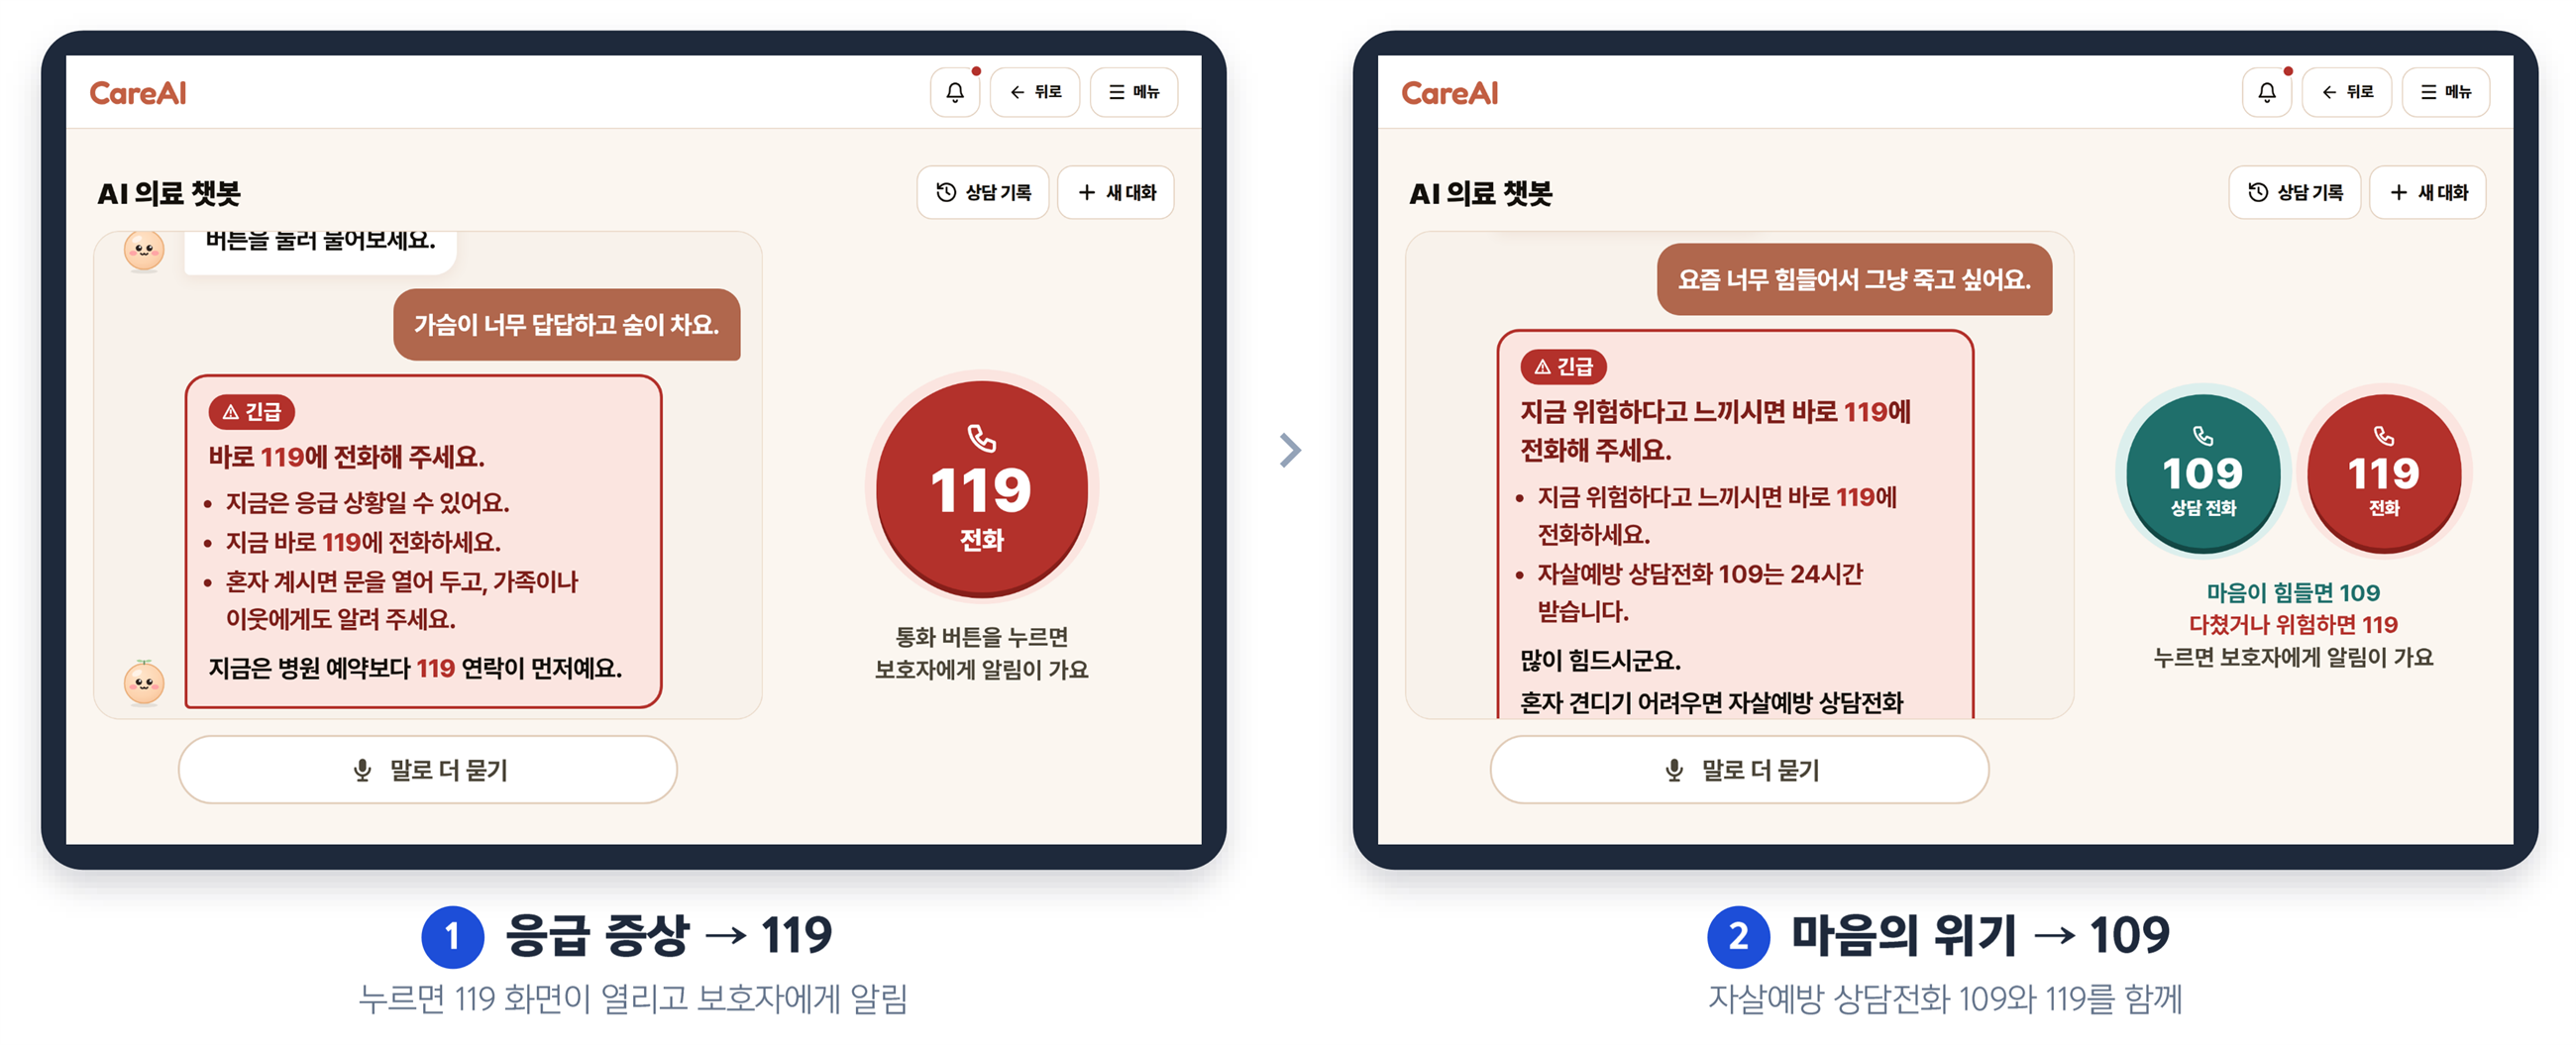 CareAI
뒤로
메뉴
AI 의료 챗봇
상담 기록
새 대화
버튼을 눌러 물어보세요.
가슴이 너무 답답하고 숨이 차요.
긴급
바로 119에 전화해 주세요.
• 지금은 응급 상황일 수 있어요.
• 지금 바로 119에 전화하세요.
• 혼자 계시면 문을 열어 두고, 가족이나
이웃에게도 알려 주세요.
지금은 병원 예약보다 119 연락이 먼저예요.
말로 더 묻기
119
전화
통화 버튼을 누르면
보호자에게 알림이 가요
1 응급 증상 → 119
누르면 119 화면이 열리고 보호자에게 알림
CareAI
뒤로
메뉴
AI 의료 챗봇
상담 기록
새 대화
요즘 너무 힘들어서 그냥 죽고 싶어요.
긴급
지금 위험하다고 느끼시면 바로 119에
전화해 주세요.
• 지금 위험하다고 느끼시면 바로 119에
전화하세요.
• 자살예방 상담전화 109는 24시간
받습니다.
많이 힘드시군요.
혼자 견디기 어려우면 자살예방 상담전화
말로 더 묻기
109
상담 전화
119
전화
마음이 힘들면 109
다쳤거나 위험하면 119
누르면 보호자에게 알림이 가요
2 마음의 위기 → 109
자살예방 상담전화 109와 119를 함께